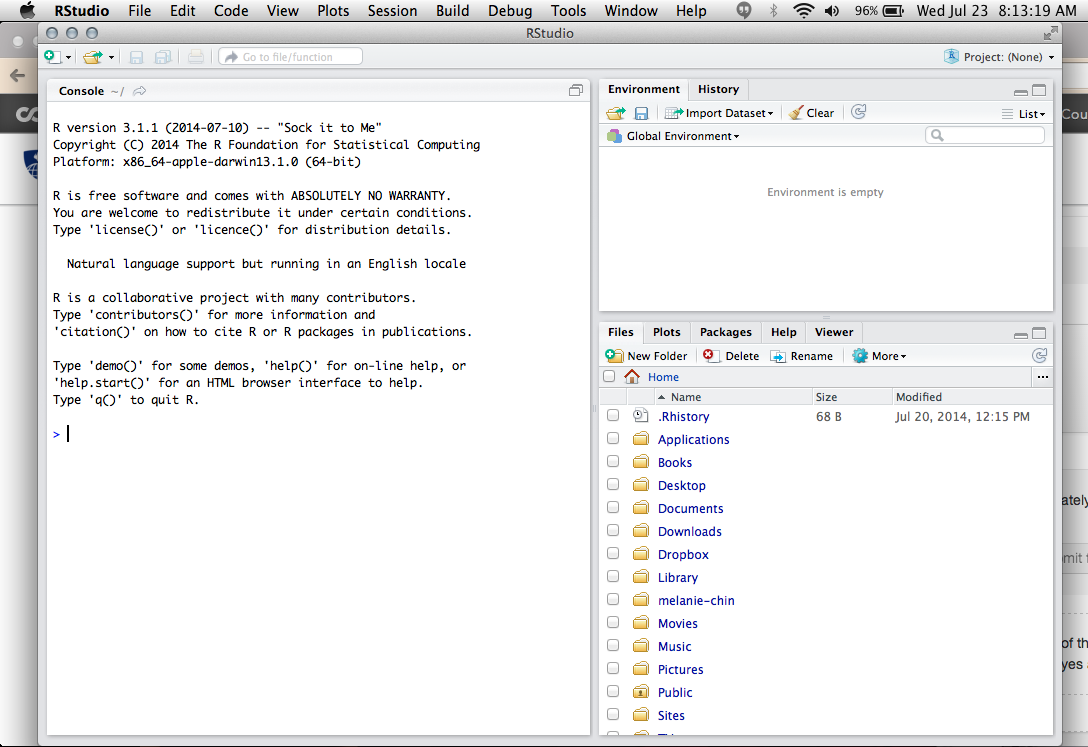 RStudio File Edit Code View Plots Session Build Debug Tools Window Help 96% Wed Jul 23 8:13:19 AM
RStudio
Go to file/function
Project: (None)
Console ~/
R version 3.1.1 (2014-07-10) -- "Sock it to Me"
Copyright (C) 2014 The R Foundation for Statistical Computing
Platform: x86_64-apple-darwin13.1.0 (64-bit)
R is free software and comes with ABSOLUTELY NO WARRANTY.
You are welcome to redistribute it under certain conditions.
Type 'license()' or 'licence()' for distribution details.
Natural language support but running in an English locale
R is a collaborative project with many contributors.
Type 'contributors()' for more information and
'citation()' on how to cite R or R packages in publications.
Type 'demo()' for some demos, 'help()' for on-line help, or
'help.start()' for an HTML browser interface to help.
Type 'q()' to quit R.
>
Environment History
Import Dataset Clear List
Global Environment
Environment is empty
Files Plots Packages Help Viewer
New Folder Delete Rename More
Home ...
Name Size Modified
.Rhistory 68 B Jul 20, 2014, 12:15 PM
Applications
Books
Desktop
Documents
Downloads
Dropbox
Library
melanie-chin
Movies
Music
Pictures
Public
Sites
Cou
ately
mit f
of th
yes